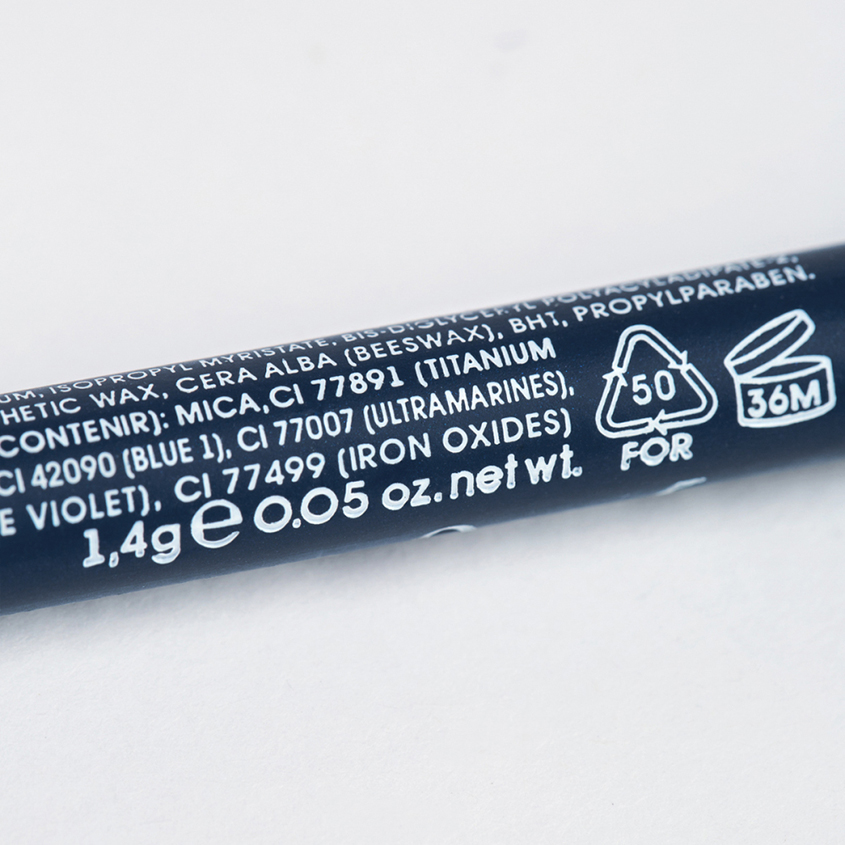 ISOPROPYL MYRISTATE, BIS-DIGLYCERYL POLYACYLADIPATE-2,
HETIC WAX, CERA ALBA (BEESWAX), BHT, PROPYLPARABEN.
CONTENIR): MICA,CI 77891 (TITANIUM
CI 42090 (BLUE 1), CI 77007 (ULTRAMARINES),
E VIOLET), CI 77499 (IRON OXIDES)
1,4g e 0.05 oz. net wt.
50
FOR
36M